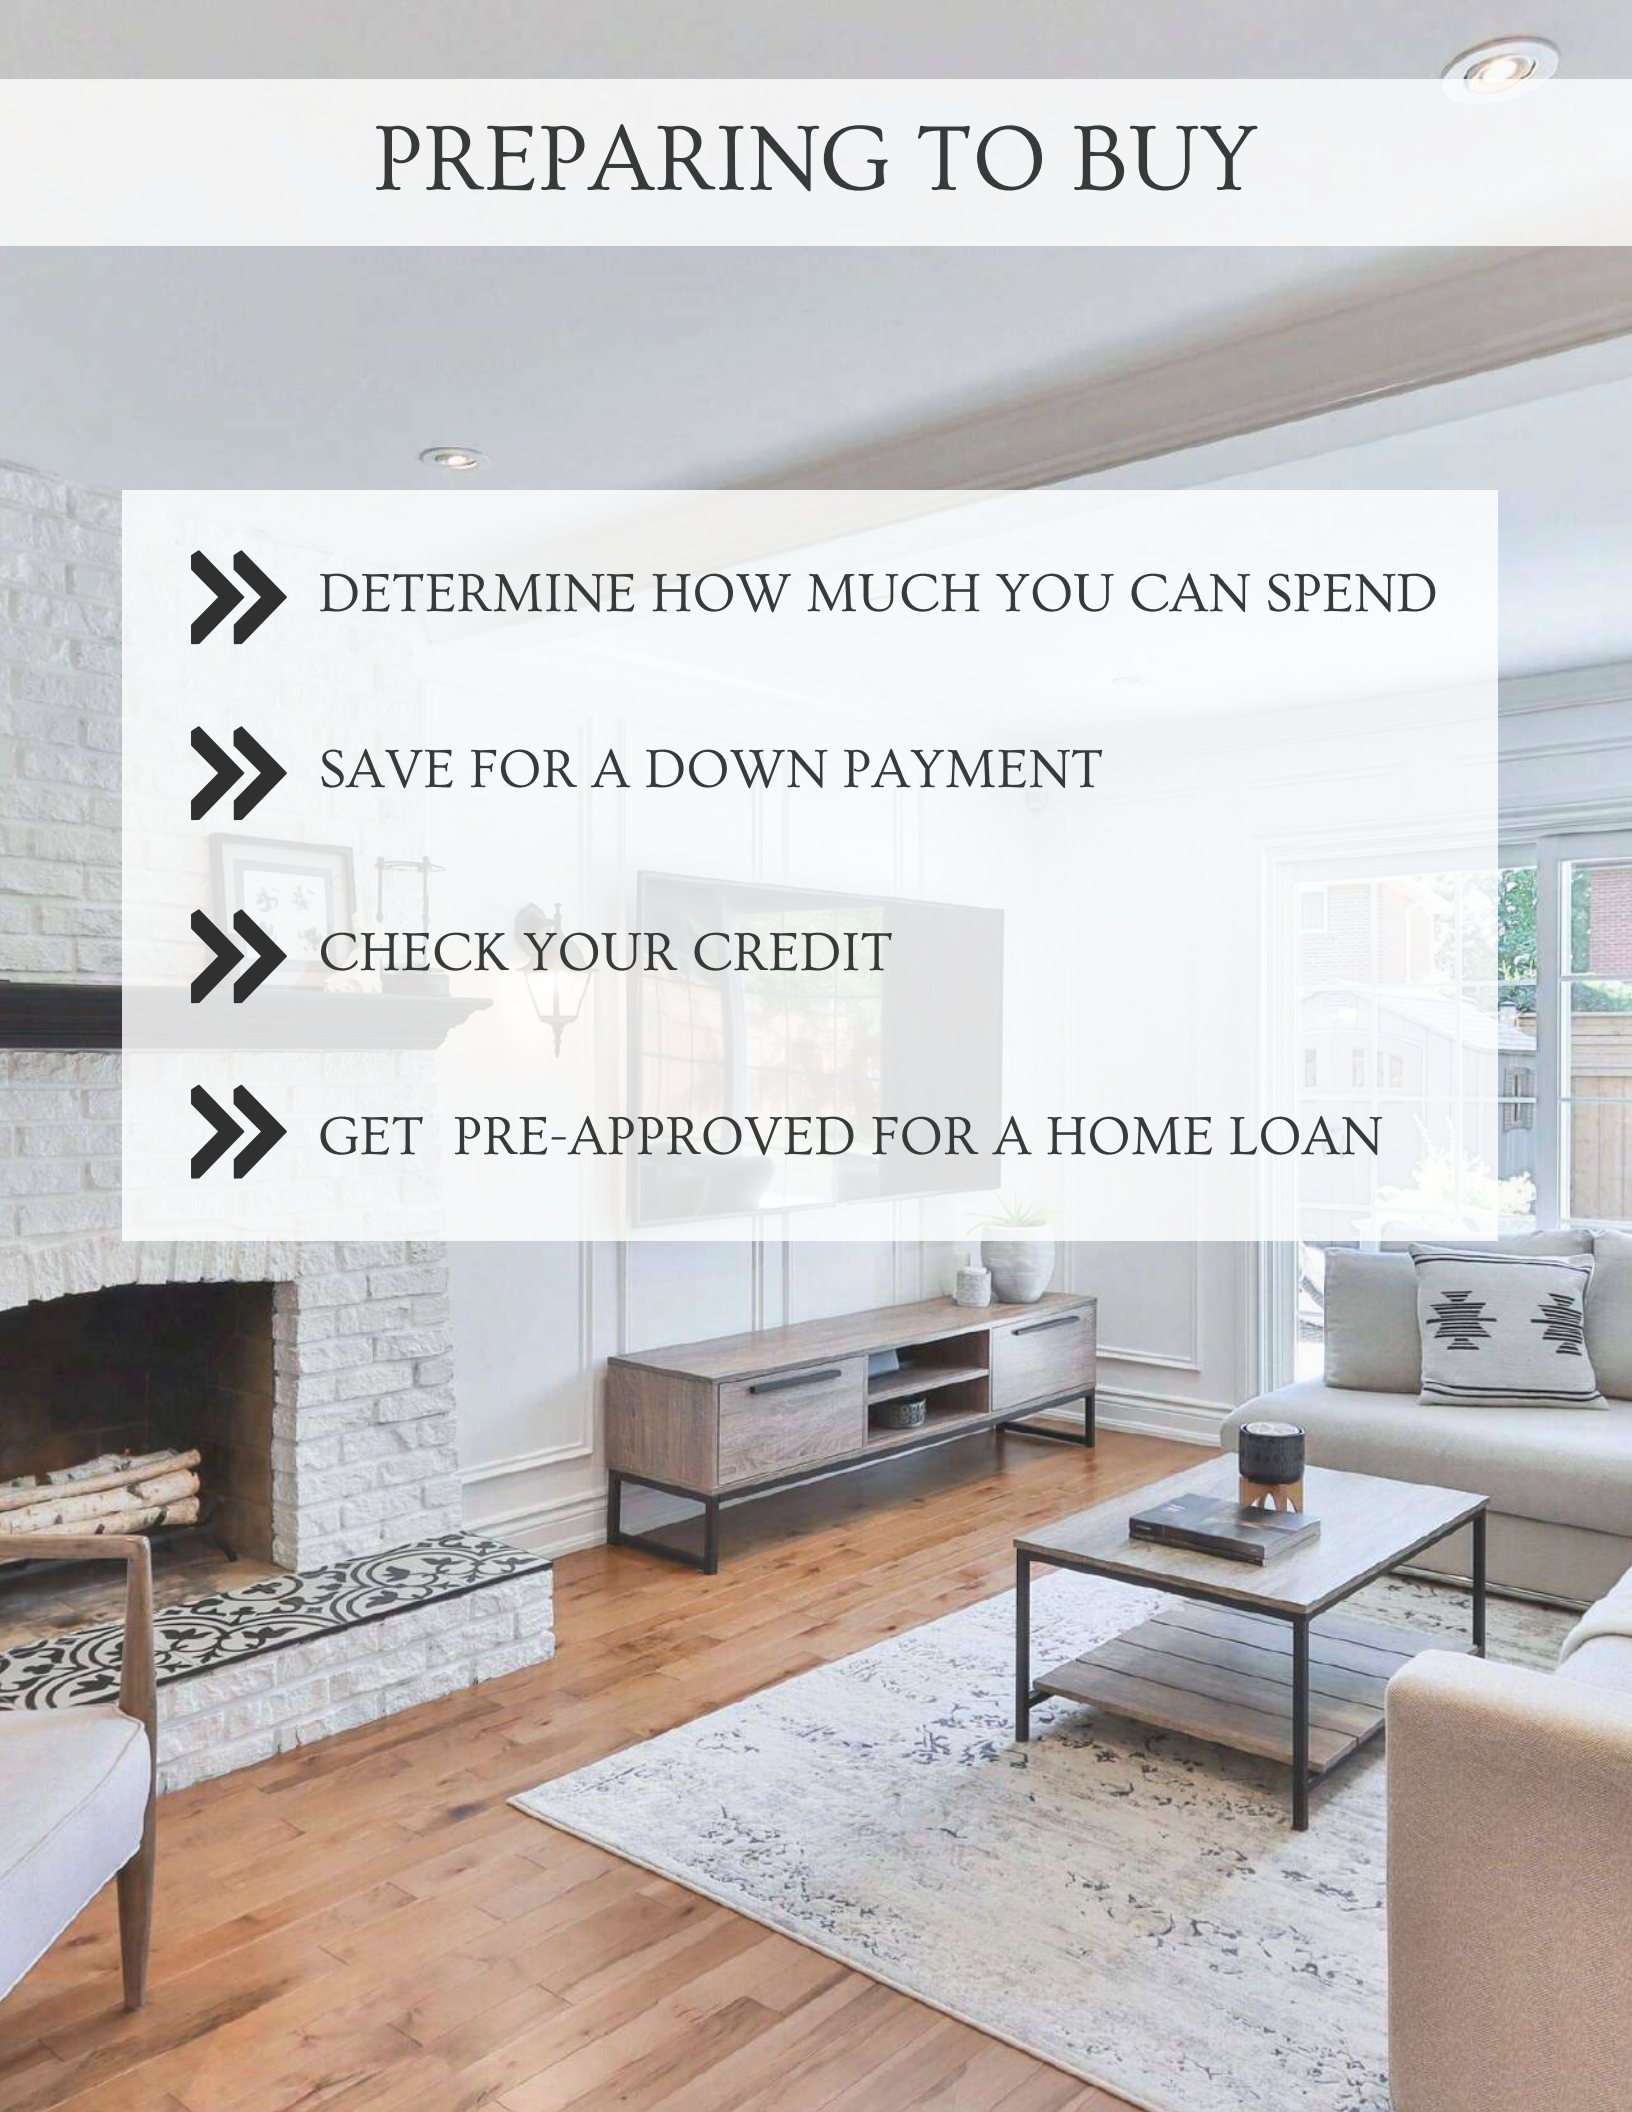 PREPARING TO BUY
DETERMINE HOW MUCH YOU CAN SPEND
SAVE FOR A DOWN PAYMENT
CHECK YOUR CREDIT
GET PRE-APPROVED FOR A HOME LOAN